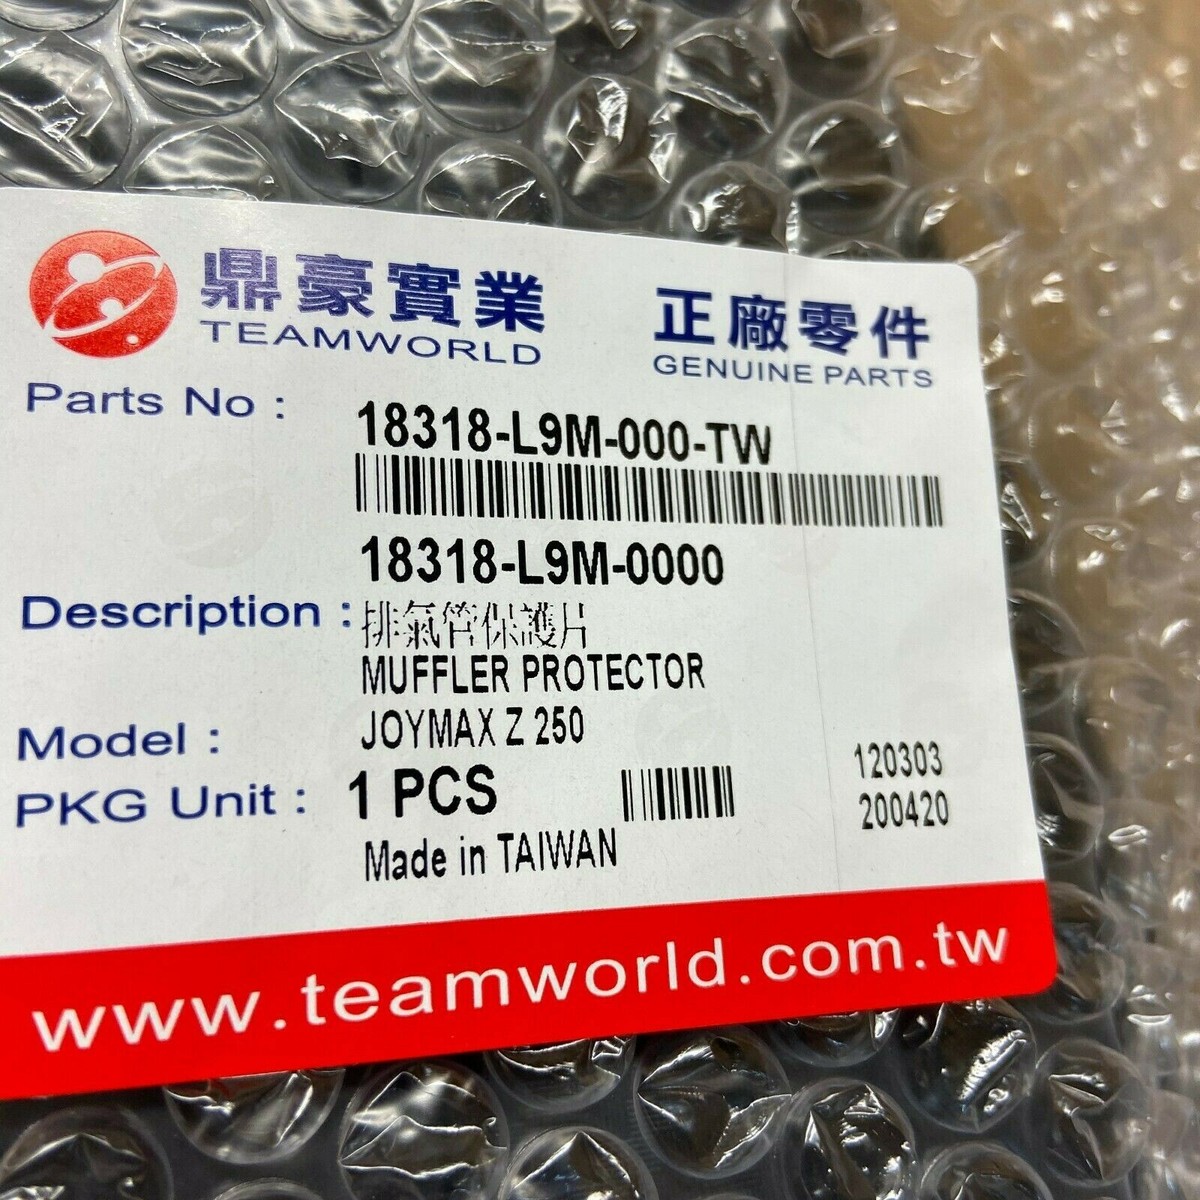 鼎豪實業
TEAMWORLD
正廠零件
GENUINE PARTS
Parts No : 18318-L9M-000-TW
18318-L9M-0000
Description : 排氣管保護片
MUFFLER PROTECTOR
Model : JOYMAX Z 250
PKG Unit : 1 PCS
120303
200420
Made in TAIWAN
www.teamworld.com.tw